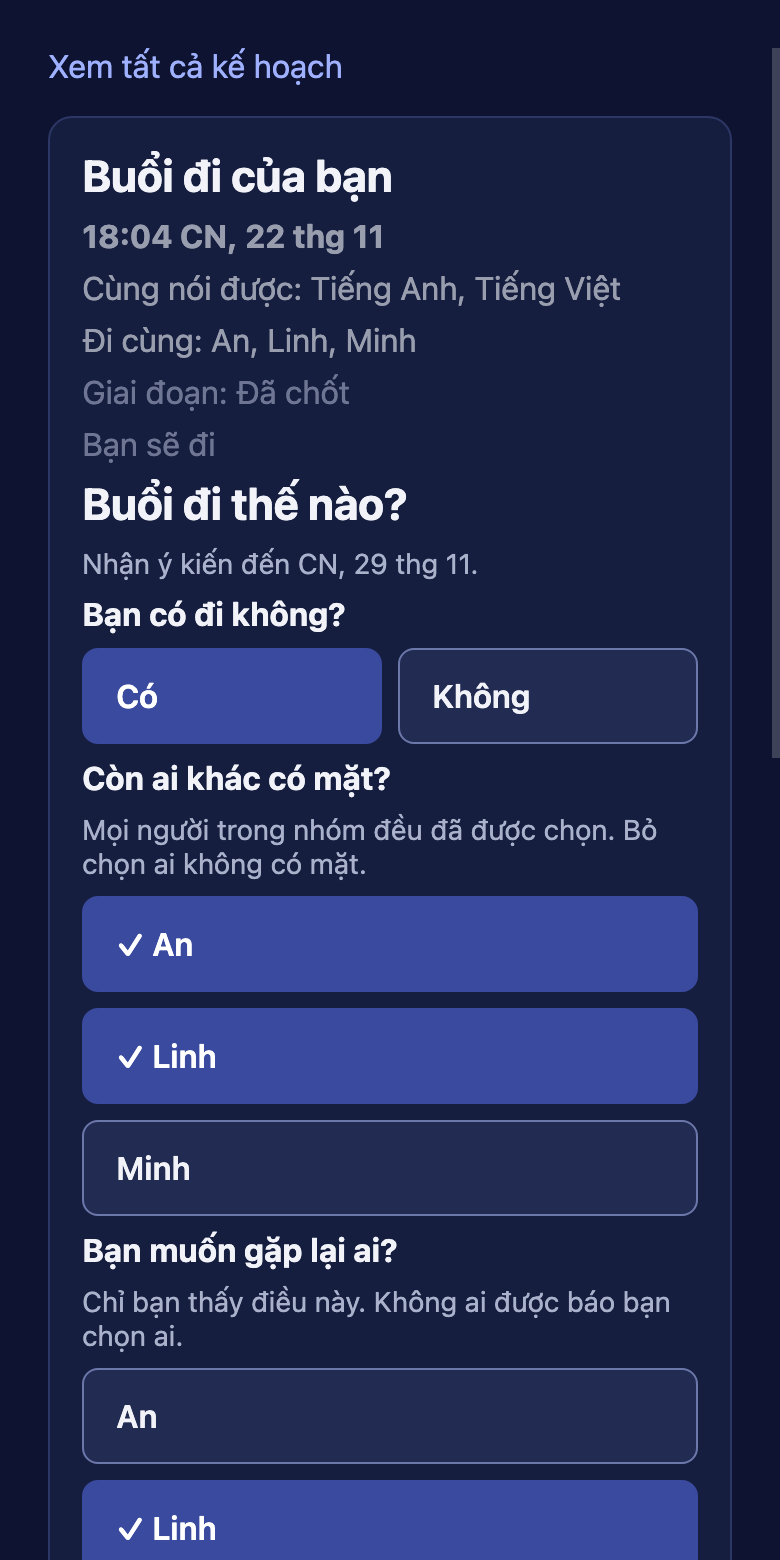 Xem tất cả kế hoạch
Buổi đi của bạn
18:04 CN, 22 thg 11
Cùng nói được: Tiếng Anh, Tiếng Việt
Đi cùng: An, Linh, Minh
Giai đoạn: Đã chốt
Bạn sẽ đi
Buổi đi thế nào?
Nhận ý kiến đến CN, 29 thg 11.
Bạn có đi không?
Có
Không
Còn ai khác có mặt?
Mọi người trong nhóm đều đã được chọn. Bỏ
chọn ai không có mặt.
✓ An
✓ Linh
Minh
Bạn muốn gặp lại ai?
Chỉ bạn thấy điều này. Không ai được báo bạn
chọn ai.
An
✓ Linh